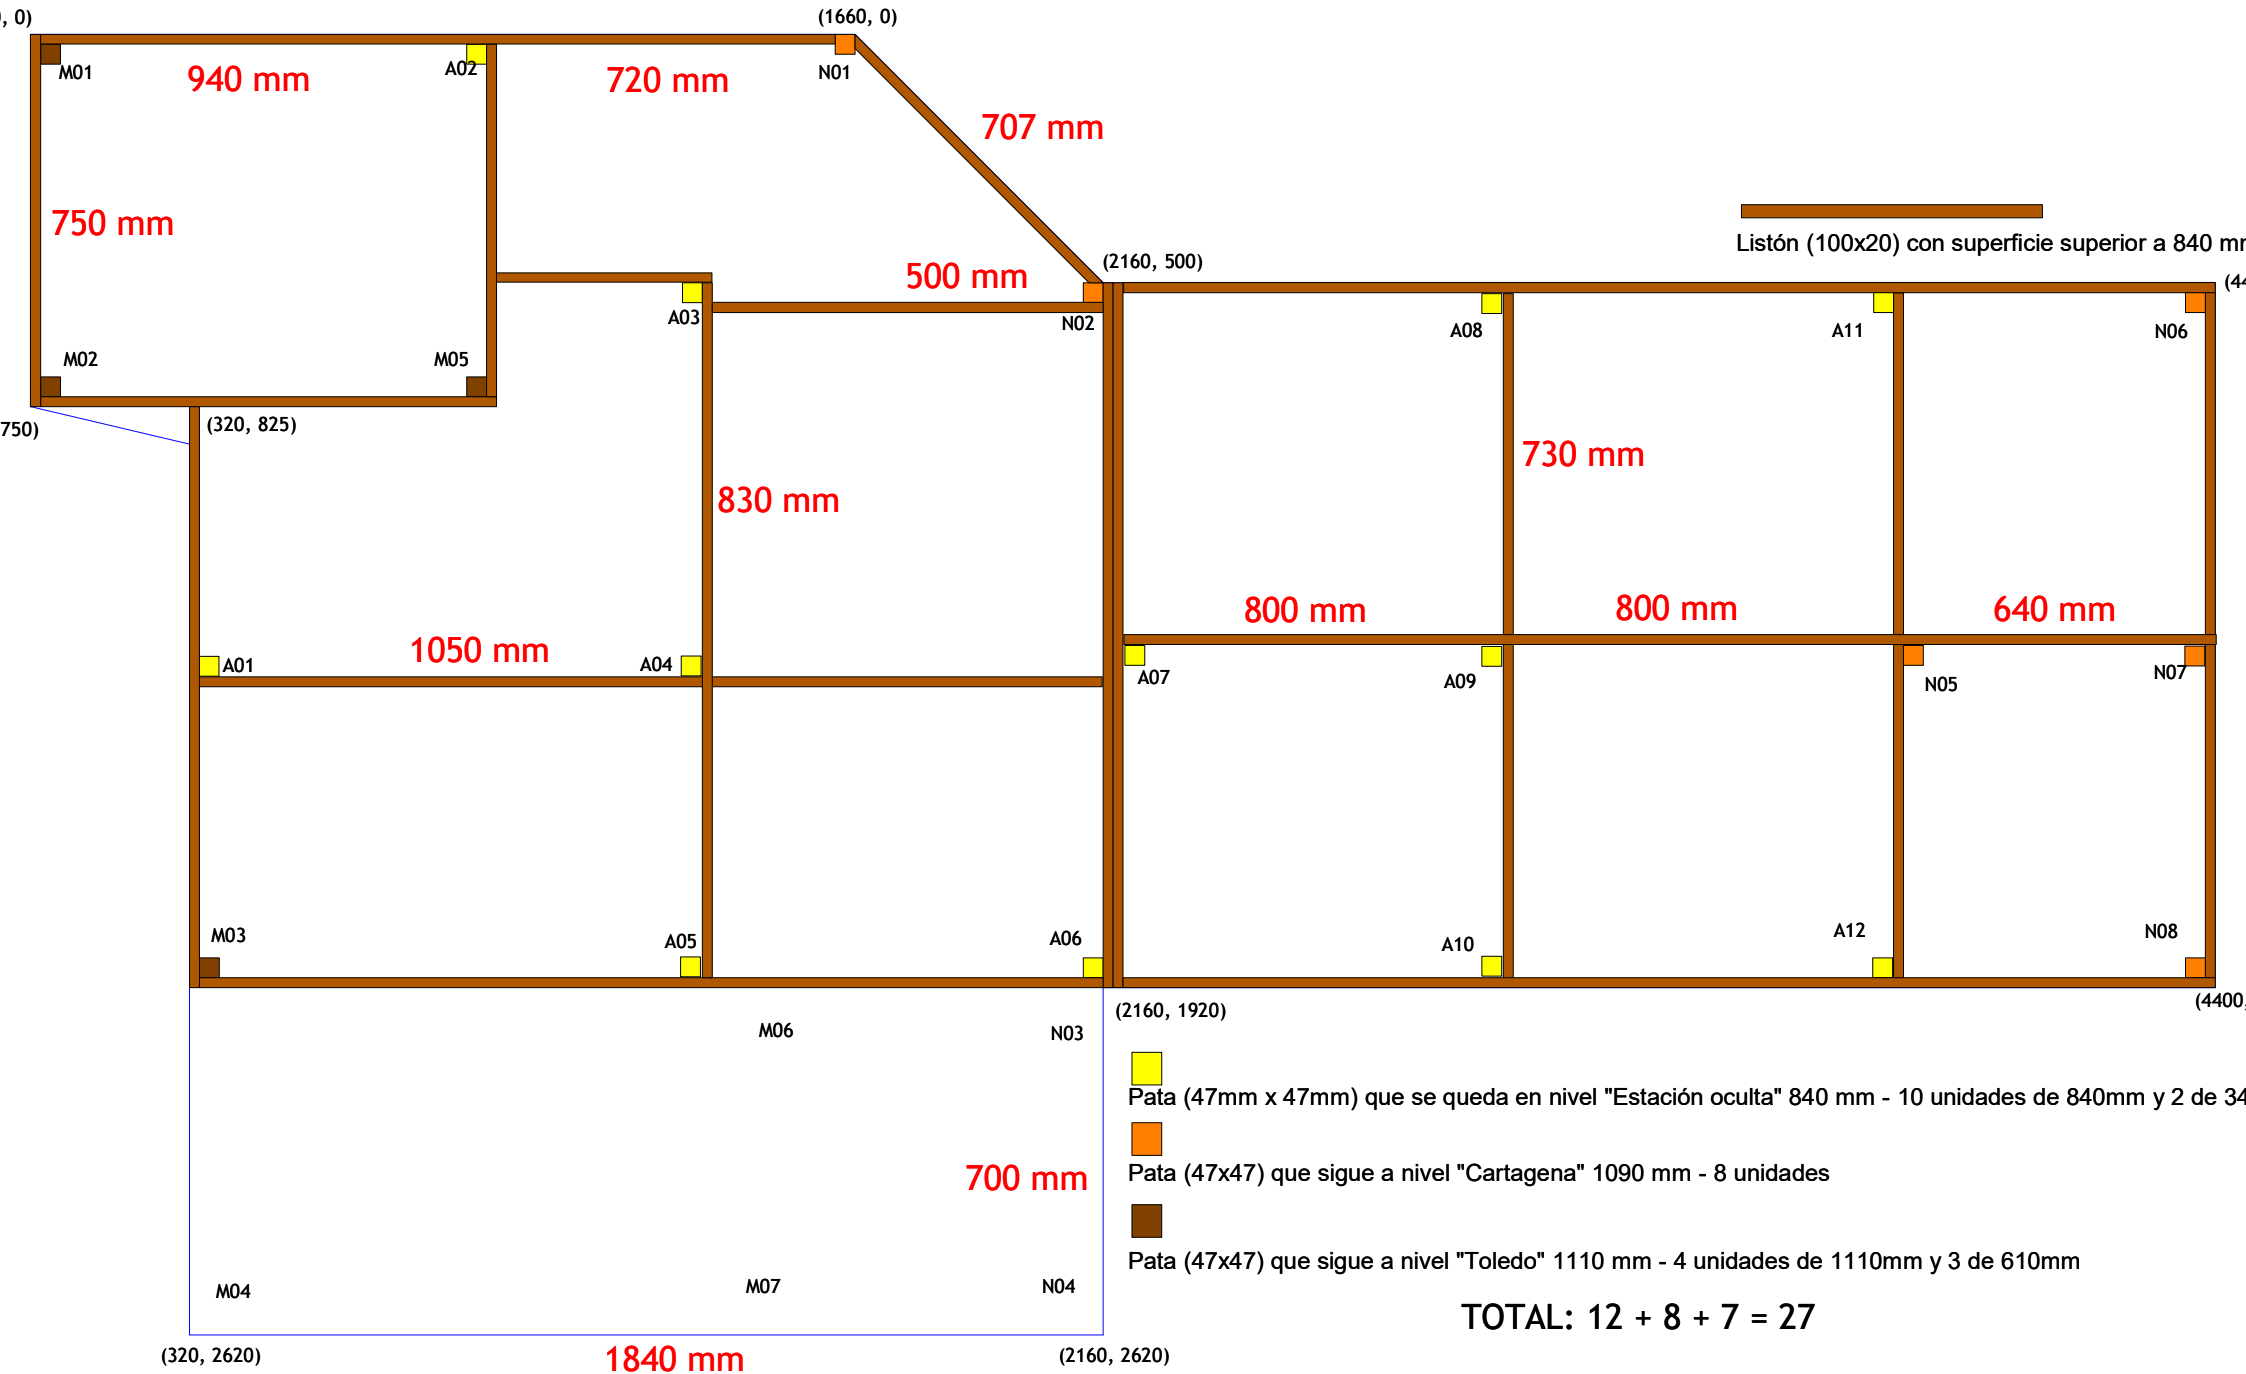 , 0)
(1660, 0)
M01
940 mm
A02
720 mm
N01
707 mm
750 mm
Listón (100x20) con superficie superior a 840 mm
500 mm
(2160, 500)
(44
A03
N02
A08
A11
N06
M02
M05
750)
(320, 825)
730 mm
830 mm
800 mm
800 mm
640 mm
1050 mm
A01
A04
A07
A09
N05
N07
M03
A05
A06
A10
A12
N08
(2160, 1920)
(4400,
M06
N03
Pata (47mm x 47mm) que se queda en nivel "Estación oculta" 840 mm - 10 unidades de 840mm y 2 de 34
700 mm
Pata (47x47) que sigue a nivel "Cartagena" 1090 mm - 8 unidades
Pata (47x47) que sigue a nivel "Toledo" 1110 mm - 4 unidades de 1110mm y 3 de 610mm
M04
M07
N04
TOTAL: 12 + 8 + 7 = 27
(320, 2620)
1840 mm
(2160, 2620)